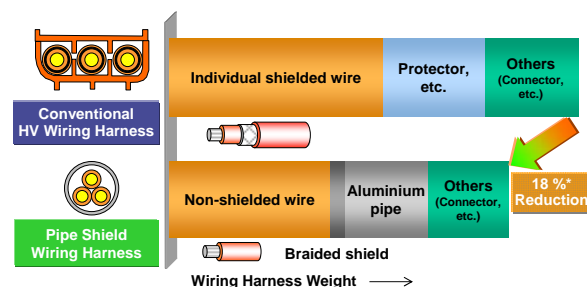 Individual shielded wire
Protector,
etc.
Others
(Connector,
etc.)
Conventional
HV Wiring Harness
Non-shielded wire
Aluminium
pipe
Others
(Connector,
etc.)
18 %*
Reduction
Pipe Shield
Wiring Harness
Braided shield
Wiring Harness Weight